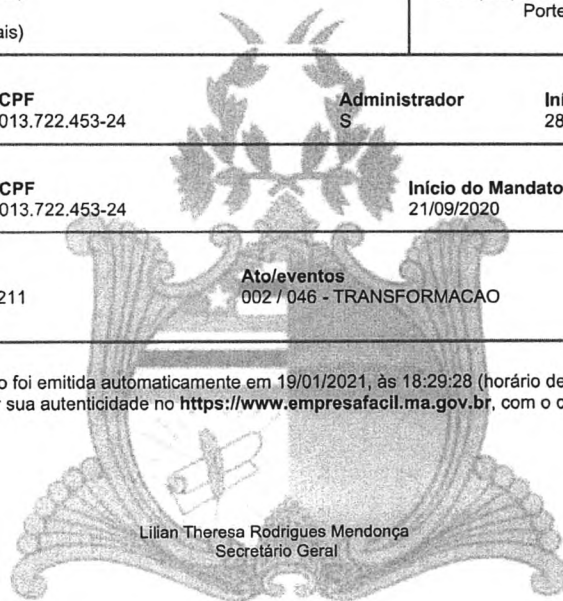 ais)
Porte
CPF
Administrador
Iní
013.722.453-24
S
28
CPF
Início do Mandato
013.722.453-24
21/09/2020
Ato/eventos
211
002 / 046 - TRANSFORMACAO
o foi emitida automaticamente em 19/01/2021, às 18:29:28 (horário de
r sua autenticidade no https://www.empresafacil.ma.gov.br, com o c
Lilian Theresa Rodrigues Mendonça
Secretário Geral